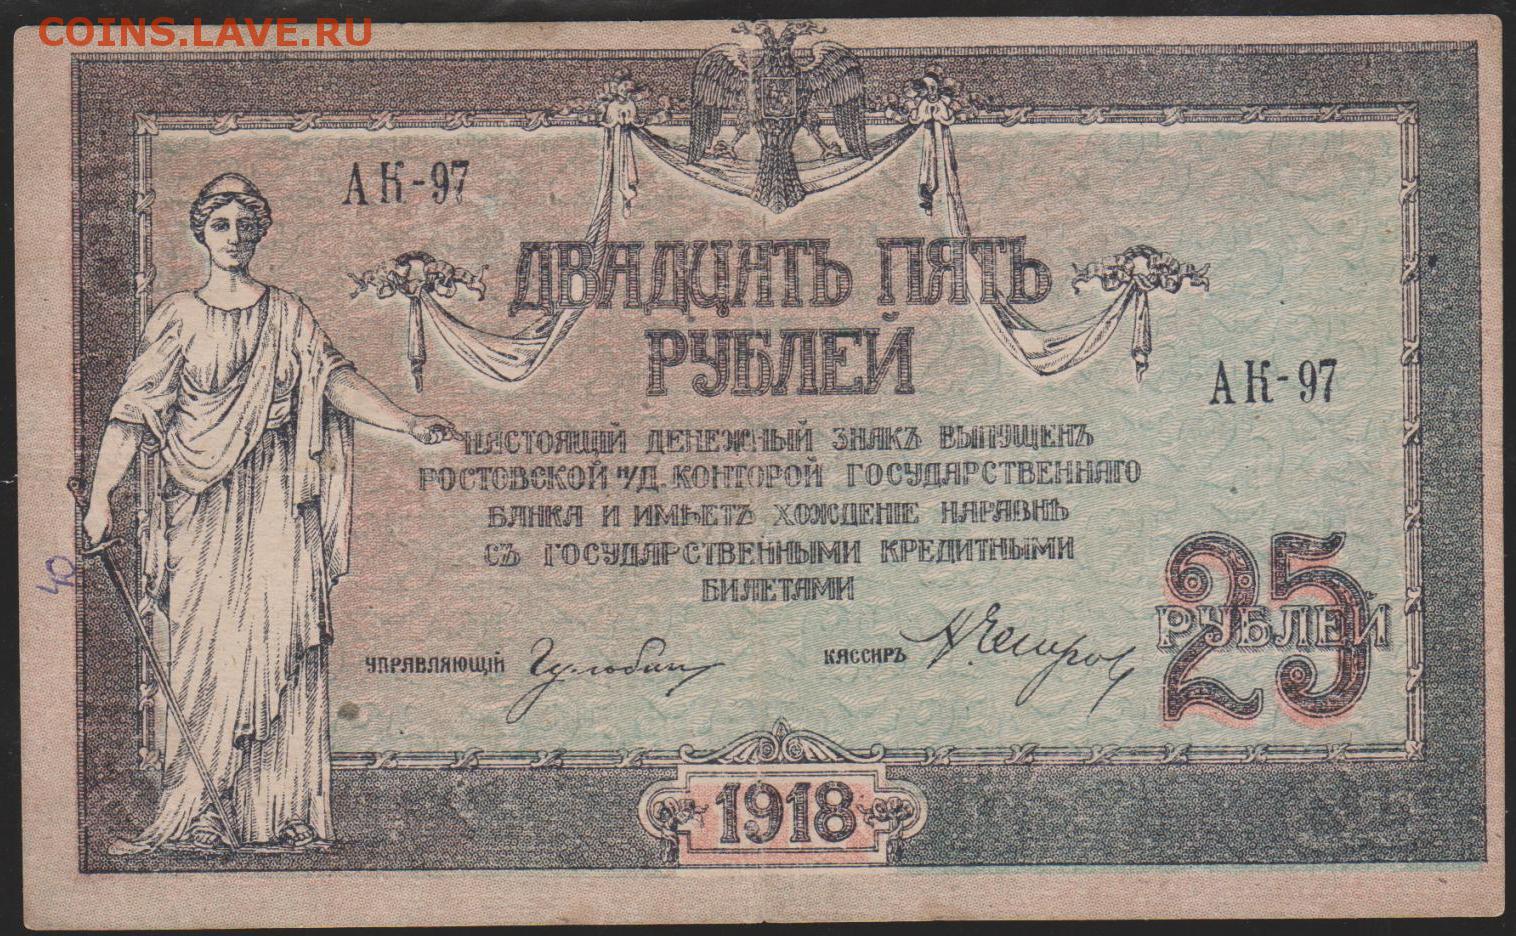 COINS.LAVE.RU
АК-97
ДВАДЦАТЬ ПЯТЬ
РУБЛЕЙ
АК-97
НАСТОЯЩІЙ ДЕНЕЖНЫЙ ЗНАКЪ ВЫПУЩЕНЪ
РОСТОВСКОЙ Н/Д. КОНТОРОЙ ГОСУДАРСТВЕННАГО
БАНКА И ИМѢЕТЪ ХОЖДЕНІЕ НАРАВНѢ
СЪ ГОСУДАРСТВЕННЫМИ КРЕДИТНЫМИ
БИЛЕТАМИ
25
РУБЛЕЙ
УПРАВЛЯЮЩІЙ
КАССИРЪ
1918
40